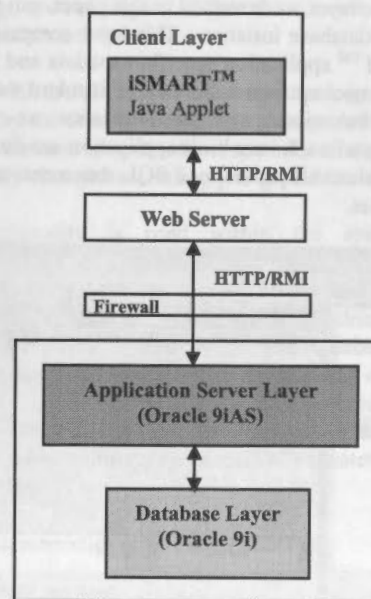 Client Layer
iSMART™
Java Applet
HTTP/RMI
Web Server
HTTP/RMI
Firewall
Application Server Layer
(Oracle 9iAS)
Database Layer
(Oracle 9i)